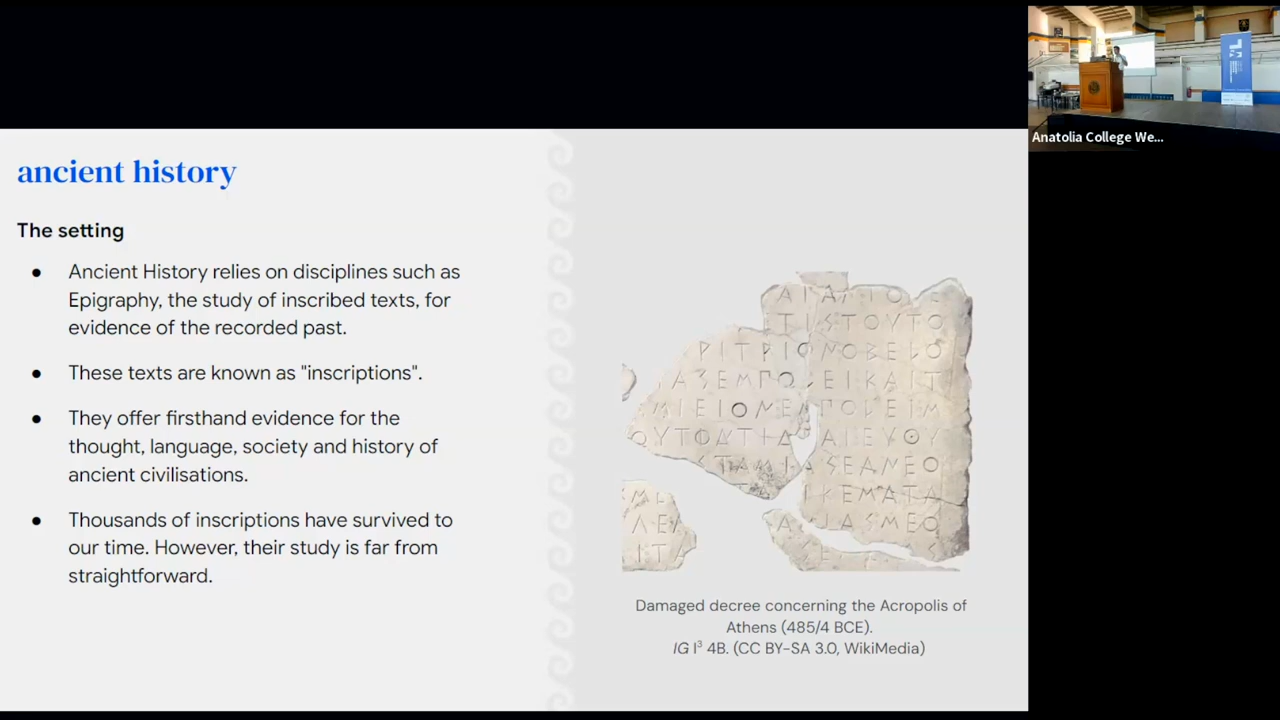 ancient history
The setting
● Ancient History relies on disciplines such as
Epigraphy, the study of inscribed texts, for
evidence of the recorded past.
● These texts are known as "inscriptions".
● They offer firsthand evidence for the
thought, language, society and history of
ancient civilisations.
● Thousands of inscriptions have survived to
our time. However, their study is far from
straightforward.
Damaged decree concerning the Acropolis of
Athens (485/4 BCE).
IG I³ 4B. (CC BY-SA 3.0, WikiMedia)
Anatolia College We...